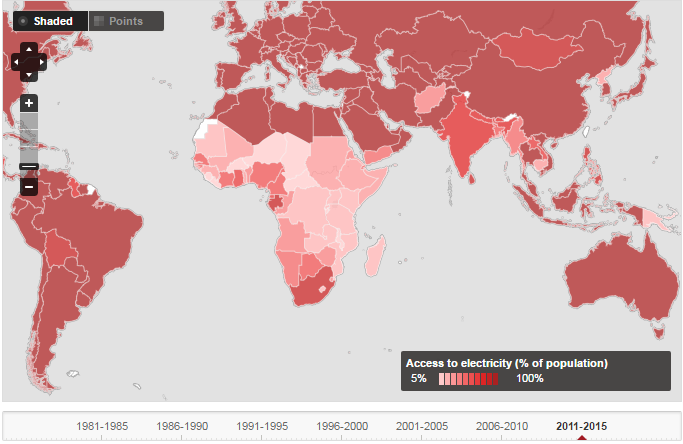 Shaded Points
+
−
Access to electricity (% of population)
5% 100%
1981-1985 1986-1990 1991-1995 1996-2000 2001-2005 2006-2010 2011-2015